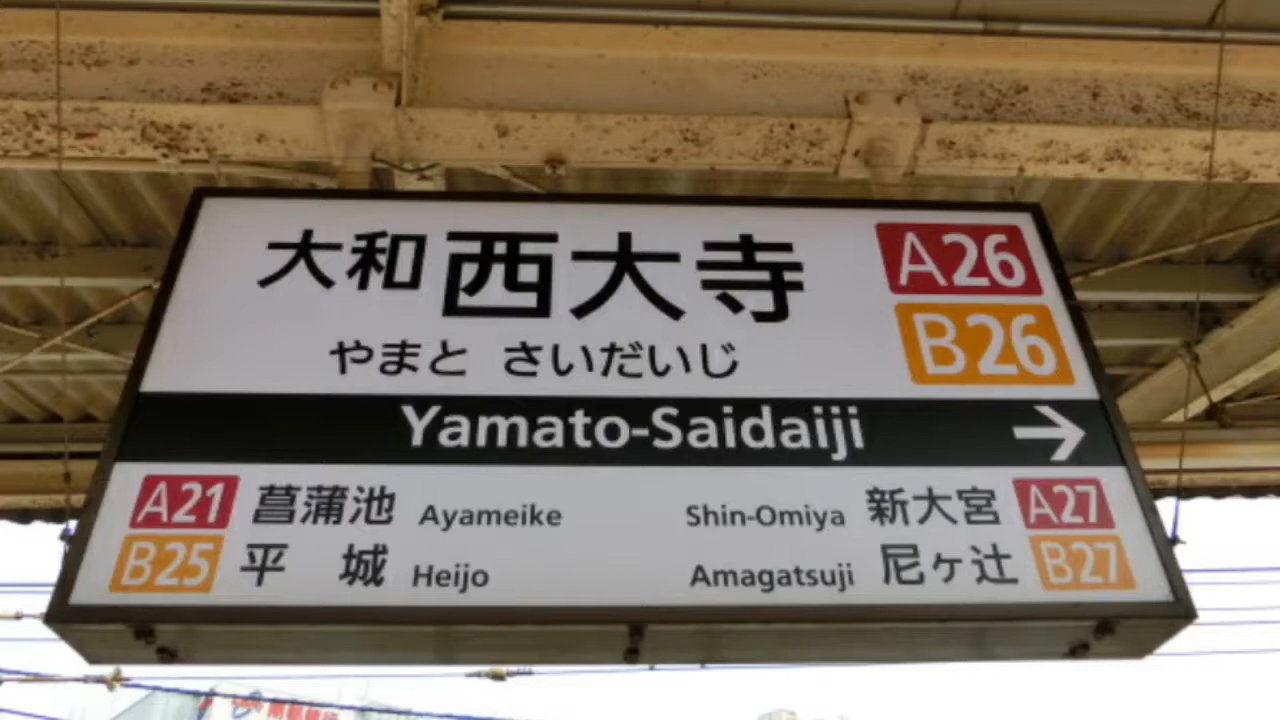 大和西大寺 A26
B26
やまと さいだいじ
Yamato-Saidaiji →
A21 菖蒲池 Ayameike Shin-Omiya 新大宮 A27
B25 平 城 Heijo Amagatsuji 尼ヶ辻 B27